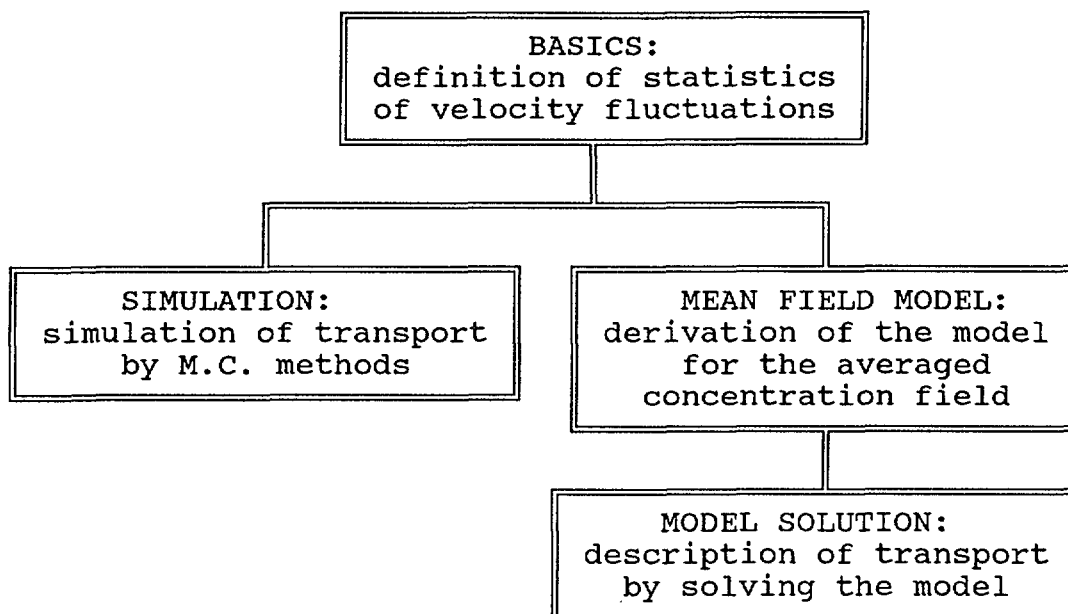 BASICS:
definition of statistics
of velocity fluctuations
SIMULATION:
simulation of transport
by M.C. methods
MEAN FIELD MODEL:
derivation of the model
for the averaged
concentration field
MODEL SOLUTION:
description of transport
by solving the model